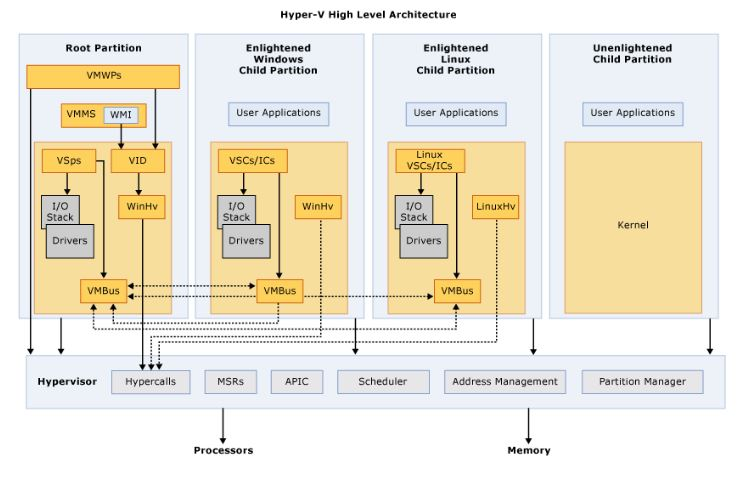 Hyper-V High Level Architecture
Root Partition
VMWPs
VMMS
WMI
VSps
VID
I/O
Stack
Drivers
WinHv
VMBus
Enlightened
Windows
Child Partition
User Applications
VSCs/ICs
I/O
Stack
Drivers
WinHv
VMBus
Enlightened
Linux
Child Partition
User Applications
Linux
VSCs/ICs
I/O
Stack
Drivers
LinuxHv
VMBus
Unenlightened
Child Partition
User Applications
Kernel
Hypervisor
Hypercalls
MSRs
APIC
Scheduler
Address Management
Partition Manager
Processors
Memory